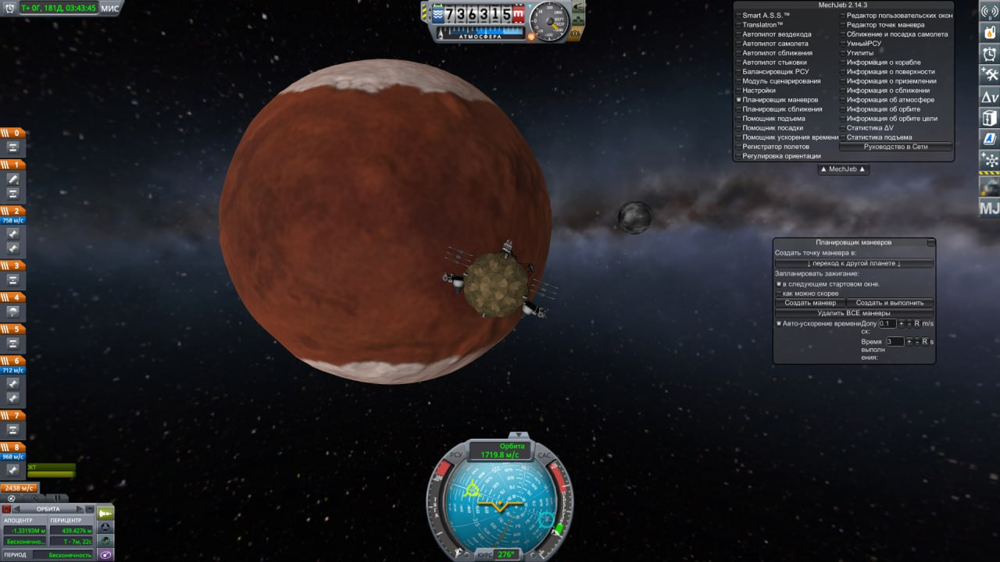 T+ 0Г, 181Д, 03:43:45 МИС
736315 m
АТМОСФЕРА
MechJeb 2.14.3
Smart A.S.S.™
Translatron™
Автопилот вездехода
Автопилот самолета
Автопилот сближения
Автопилот стыковки
Балансировщик РСУ
Модуль сценирования
Настройки
Планировщик маневров
Планировщик сближения
Помощник подъема
Помощник посадки
Помощник ускорения времени
Регистратор полетов
Регулировка ориентации
Редактор пользовательских окон
Редактор точек маневра
Сближение и посадка самолета
УмныйРСУ
Утилиты
Информация о корабле
Информация о поверхности
Информация о приземлении
Информация о сближении
Информация об атмосфере
Информация об орбите
Информация об орбите цели
Статистика ΔV
Статистика подъема
Руководство в Сети
▲ MechJeb ▲
Δv
MJ
Планировщик маневров
Создать точку маневра в:
↓ переход к другой планете ↓
Запланировать зажигание:
в следующем стартовом окне.
как можно скорее
Создать маневр Создать и выполнить
Удалить ВСЕ маневры
Авто-ускорение времени Допу 0.1 + - R m/s
ск:
Время 3 + - R s
выполн
ения:
0
1
2
758 м/с
3
4
5
6
712 м/с
7
8
968 м/с
ЖТ
2438 м/с
ОРБИТА
АПОЦЕНТР ПЕРИЦЕНТР
-1.33193М м 439.427k м
Бесконечно... T - 7м, 22с
ПЕРИОД Бесконечность
Орбита
РСУ 1719.8 м/с САС
КУРС 276°